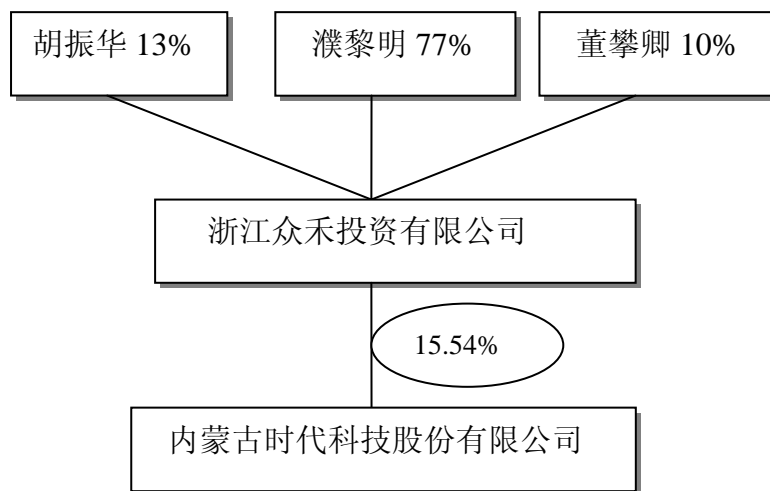 胡振华 13%
濮黎明 77%
董攀卿 10%
浙江众禾投资有限公司
15.54%
内蒙古时代科技股份有限公司